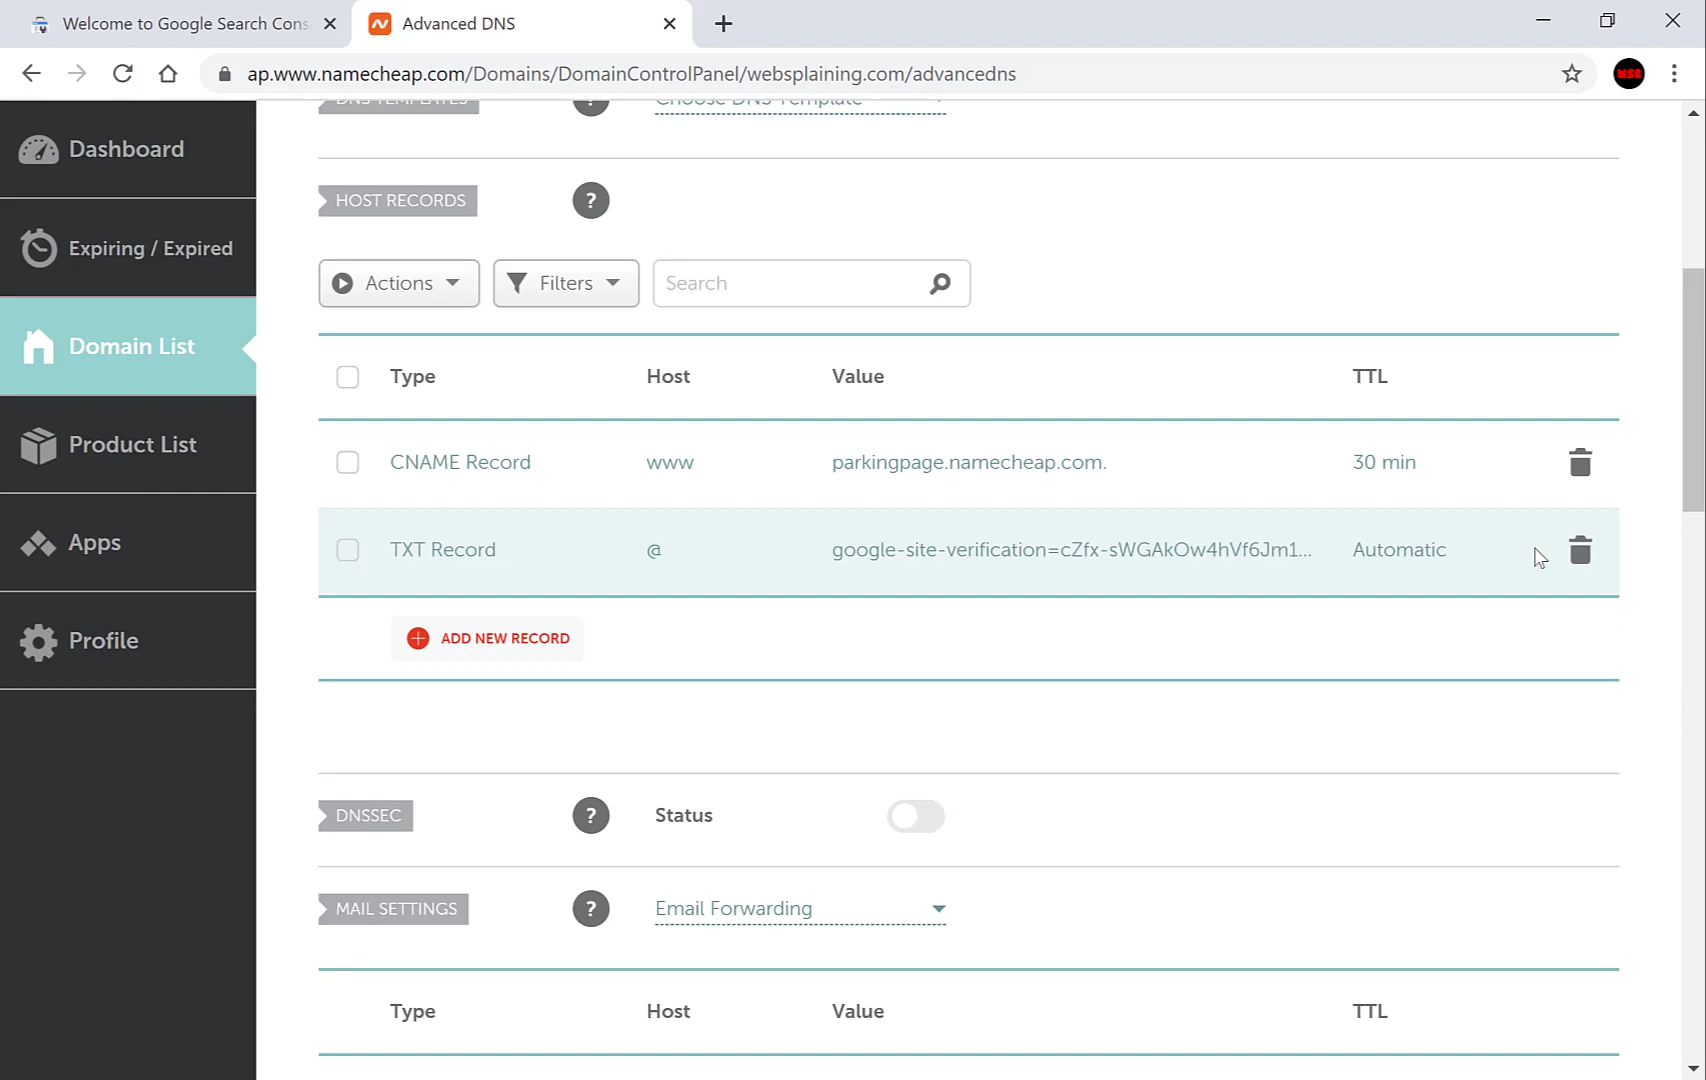 Welcome to Google Search Cons
Advanced DNS
ap.www.namecheap.com/Domains/DomainControlPanel/websplaining.com/advancedns
WSG
DNS TEMPLATES
?
Choose DNS Template
Dashboard
Expiring / Expired
Domain List
Product List
Apps
Profile
HOST RECORDS
?
Actions
Filters
Search
Type Host Value TTL
CNAME Record www parkingpage.namecheap.com. 30 min
TXT Record @ google-site-verification=cZfx-sWGAkOw4hVf6Jm1... Automatic
ADD NEW RECORD
DNSSEC ? Status
MAIL SETTINGS ? Email Forwarding
Type Host Value TTL